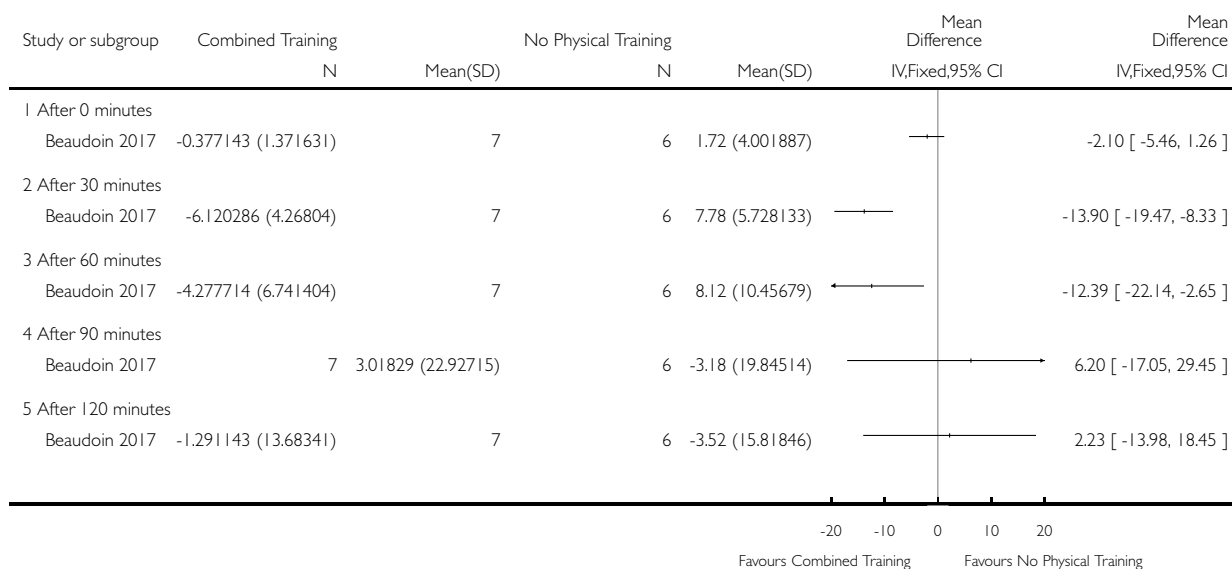 Study or subgroup Combined Training No Physical Training Mean Difference Mean Difference
N Mean(SD) N Mean(SD) IV,Fixed,95% CI IV,Fixed,95% CI
1 After 0 minutes
Beaudoin 2017 -0.377143 (1.371631) 7 6 1.72 (4.001887) -2.10 [ -5.46, 1.26 ]
2 After 30 minutes
Beaudoin 2017 -6.120286 (4.26804) 7 6 7.78 (5.728133) -13.90 [ -19.47, -8.33 ]
3 After 60 minutes
Beaudoin 2017 -4.277714 (6.741404) 7 6 8.12 (10.45679) -12.39 [ -22.14, -2.65 ]
4 After 90 minutes
Beaudoin 2017 7 3.01829 (22.92715) 6 -3.18 (19.84514) 6.20 [ -17.05, 29.45 ]
5 After 120 minutes
Beaudoin 2017 -1.291143 (13.68341) 7 6 -3.52 (15.81846) 2.23 [ -13.98, 18.45 ]
-20 -10 0 10 20
Favours Combined Training Favours No Physical Training